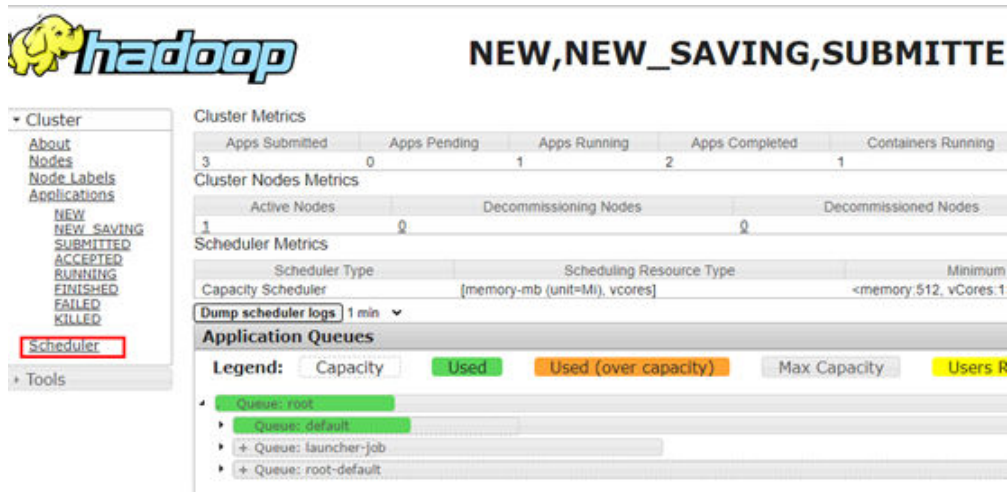 hadoop
NEW,NEW_SAVING,SUBMITTE
Cluster
About
Nodes
Node Labels
Applications
NEW
NEW_SAVING
SUBMITTED
ACCEPTED
RUNNING
FINISHED
FAILED
KILLED
Scheduler
Tools
Cluster Metrics
Apps Submitted Apps Pending Apps Running Apps Completed Containers Running
3 0 1 2 1
Cluster Nodes Metrics
Active Nodes Decommissioning Nodes Decommissioned Nodes
1 0 0
Scheduler Metrics
Scheduler Type Scheduling Resource Type Minimum
Capacity Scheduler [memory-mb (unit=Mi), vcores] <memory:512, vCores:1
Dump scheduler logs 1 min
Application Queues
Legend: Capacity Used Used (over capacity) Max Capacity Users R
Queue: root
Queue: default
+ Queue: launcher-job
+ Queue: root-default